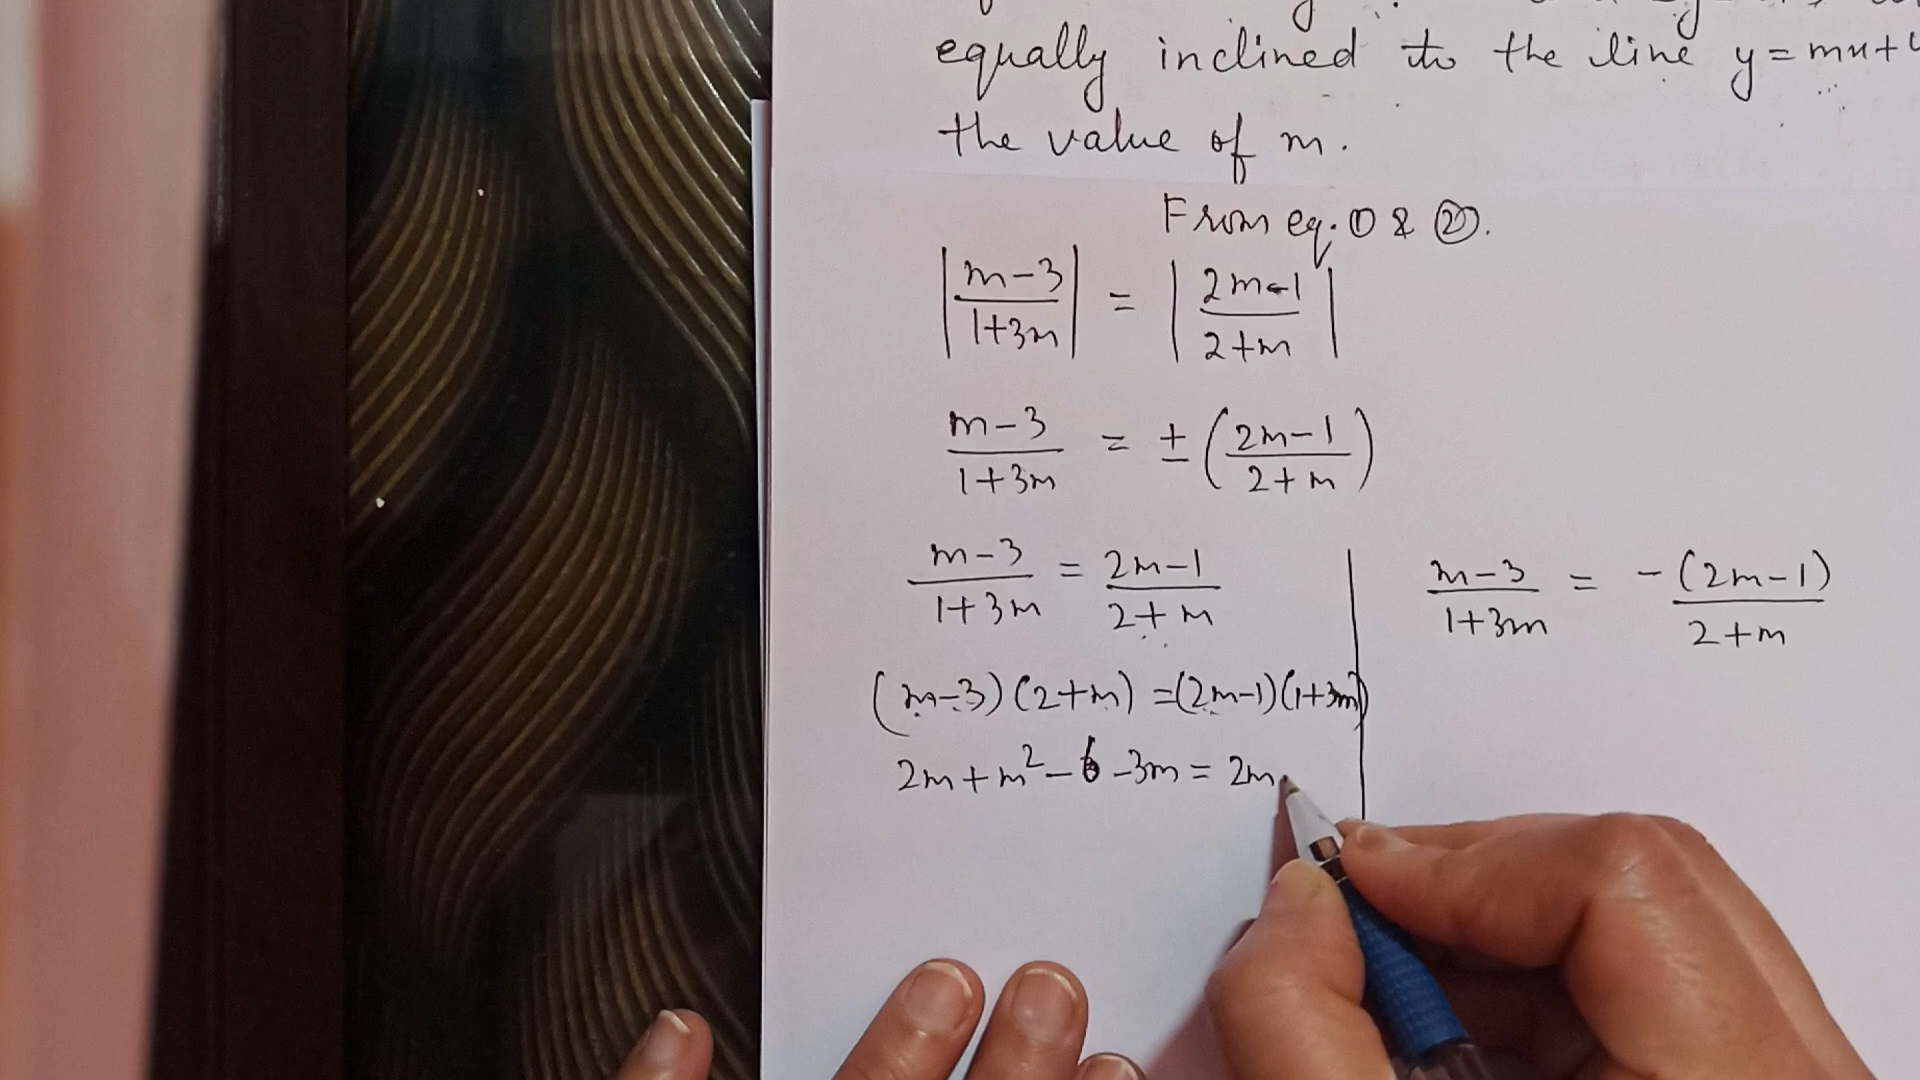 equally inclined to the line y = mx + 4
the value of m.
From eq. ① & ②.
|m-3/1+3m| = |2m-1/2+m|
m-3/1+3m = ± (2m-1/2+m)
m-3/1+3m = 2m-1/2+m
m-3/1+3m = -(2m-1)/2+m
(m-3)(2+m) = (2m-1)(1+3m)
2m + m² - 6 - 3m = 2m